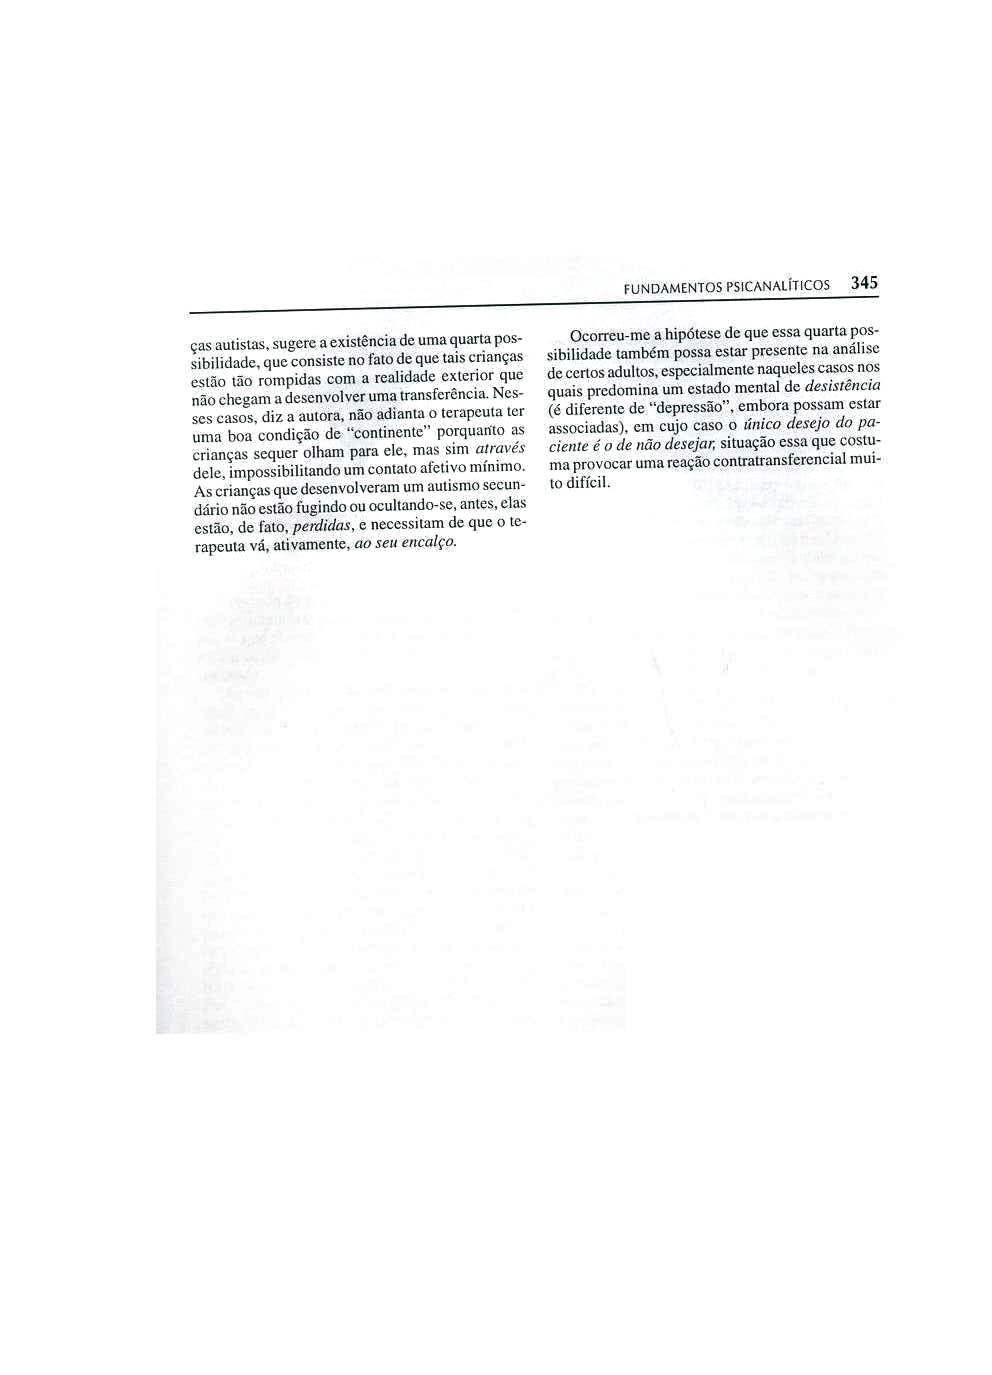 FUNDAMENTOS PSICANALÍTICOS 345
ças autistas, sugere a existência de uma quarta pos-
sibilidade, que consiste no fato de que tais crianças
estão tão rompidas com a realidade exterior que
não chegam a desenvolver uma transferência. Nes-
ses casos, diz a autora, não adianta o terapeuta ter
uma boa condição de “continente” porquanto as
crianças sequer olham para ele, mas sim através
dele, impossibilitando um contato afetivo mínimo.
As crianças que desenvolveram um autismo secun-
dário não estão fugindo ou ocultando-se, antes, elas
estão, de fato, perdidas, e necessitam de que o te-
rapeuta vá, ativamente, ao seu encalço.
Ocorreu-me a hipótese de que essa quarta pos-
sibilidade também possa estar presente na análise
de certos adultos, especialmente naqueles casos nos
quais predomina um estado mental de desistência
(é diferente de “depressão”, embora possam estar
associadas), em cujo caso o único desejo do pa-
ciente é o de não desejar, situação essa que costu-
ma provocar uma reação contratransferencial mui-
to difícil.